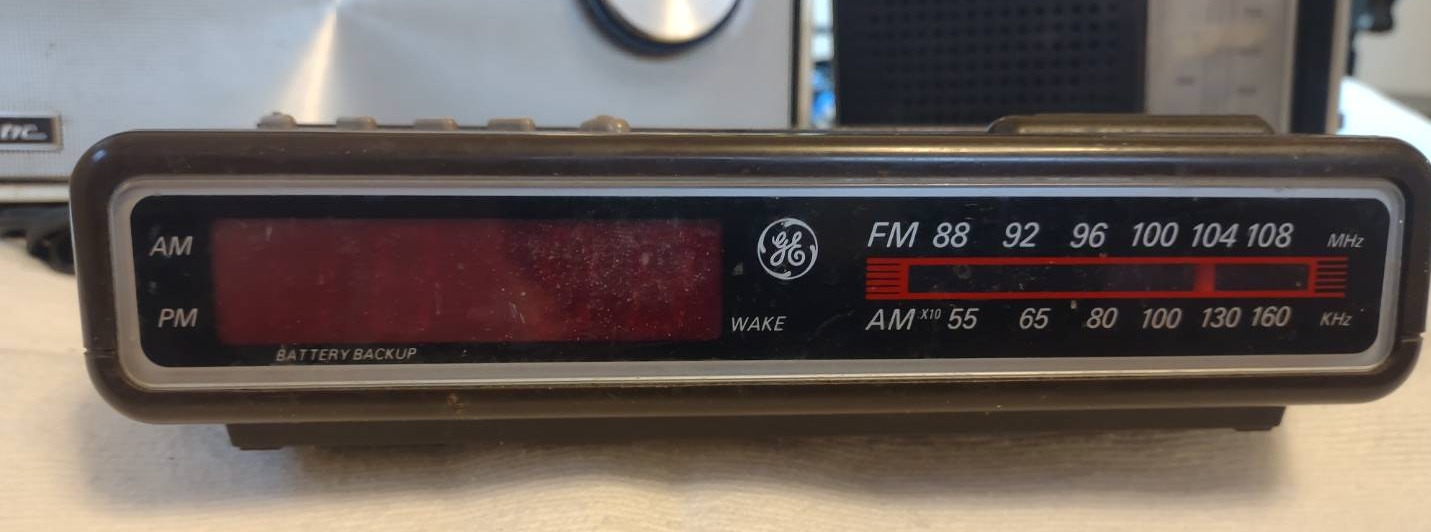 tic
AM
PM
BATTERY BACKUP
GE
WAKE
FM 88 92 96 100 104 108 MHz
AM X10 55 65 80 100 130 160 KHz